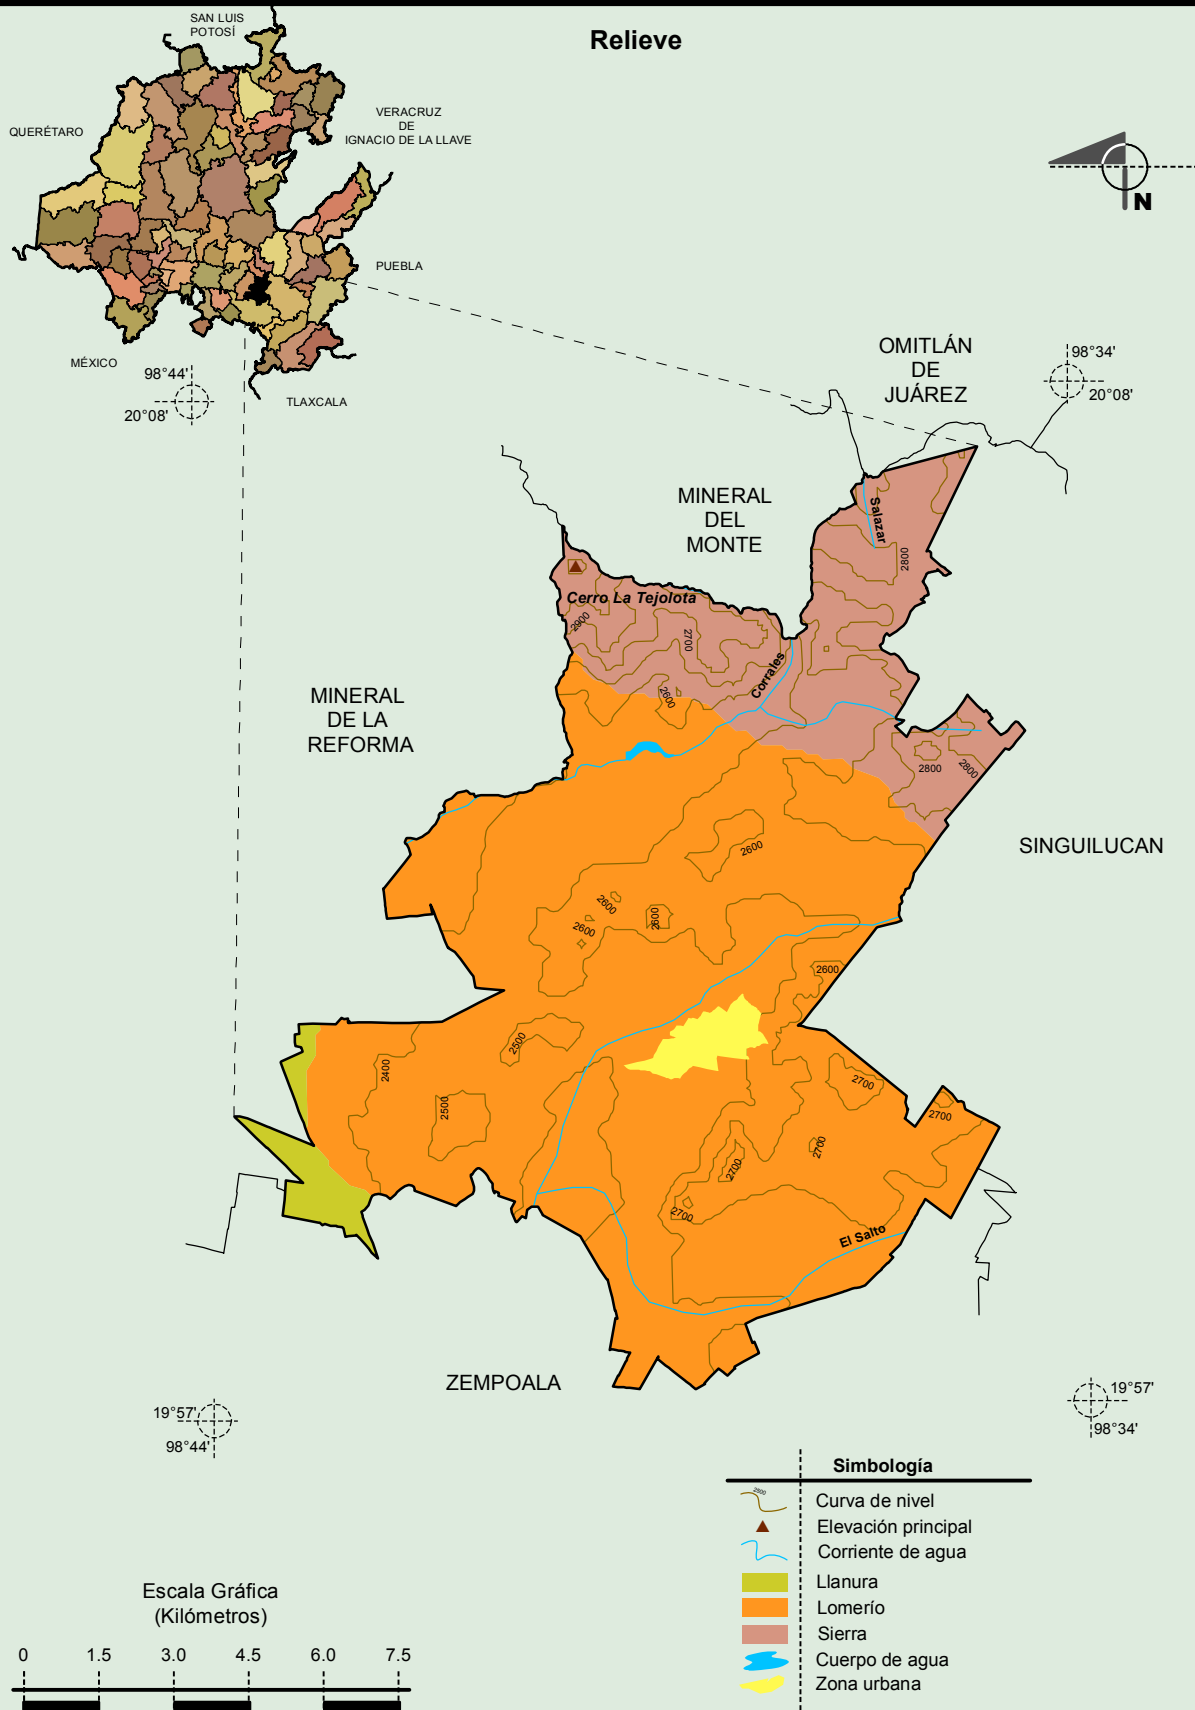 Relieve
SAN LUIS
POTOSÍ
QUERÉTARO
VERACRUZ
DE
IGNACIO DE LA LLAVE
PUEBLA
MÉXICO
TLAXCALA
N
98°44'
20°08'
98°34'
20°08'
OMITLÁN
DE
JUÁREZ
MINERAL
DEL
MONTE
Salazar
2800
Cerro La Tejolota
2900
2700
Corrales
2600
MINERAL
DE LA
REFORMA
2800
2800
SINGUILUCAN
2600
2600
2600
2600
2600
2500
2400
2500
2700
2700
2700
2700
2700
El Salto
ZEMPOALA
19°57'
98°44'
19°57'
98°34'
Simbología
2500
Curva de nivel
Elevación principal
Corriente de agua
Llanura
Lomerío
Sierra
Cuerpo de agua
Zona urbana
Escala Gráfica
(Kilómetros)
0 1.5 3.0 4.5 6.0 7.5